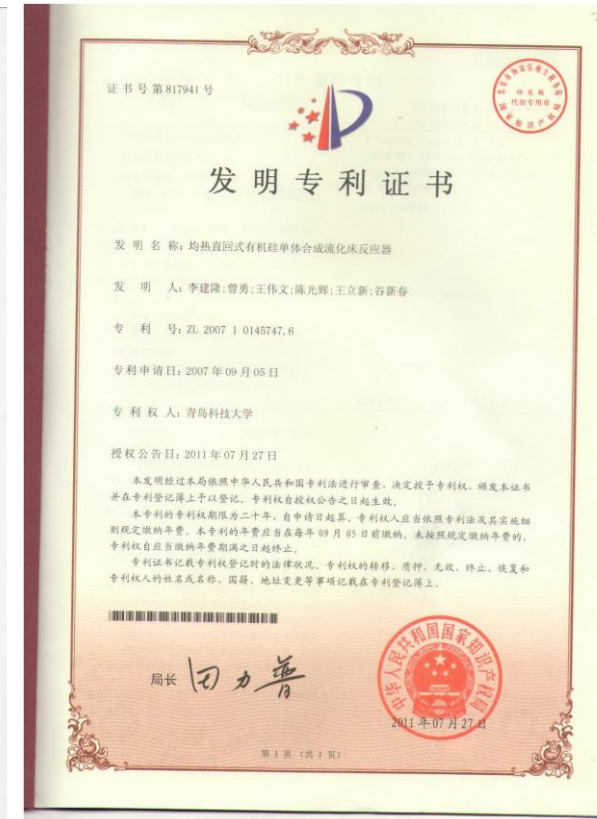 证书号第817941号
印花税
代扣专用章
发明专利证书
发 明 名 称：均热直回式有机硅单体合成流化床反应器
发 明 人：李建隆;曾勇;王伟文;陈光辉;王立新;谷新春
专 利 号：ZL 2007 1 0145747.6
专利申请日：2007年09月05日
专 利 权 人：青岛科技大学
授权公告日：2011年07月27日
本发明经过本局依照中华人民共和国专利法进行审查，决定授予专利权，颁发本证书
并在专利登记簿上予以登记。专利权自授权公告之日起生效。
本专利的专利权期限为二十年，自申请日起算。专利权人应当依照专利法及其实施细
则规定缴纳年费。本专利的年费应当在每年09月05日前缴纳。未按照规定缴纳年费的，
专利权自应当缴纳年费期满之日起终止。
专利证书记载专利权登记时的法律状况。专利权的转移、质押、无效、终止、恢复和
专利权人的姓名或名称、国籍、地址变更等事项记载在专利登记簿上。
局长 田力普
中华人民共和国国家知识产权局
2011年07月27日
第1页（共1页）